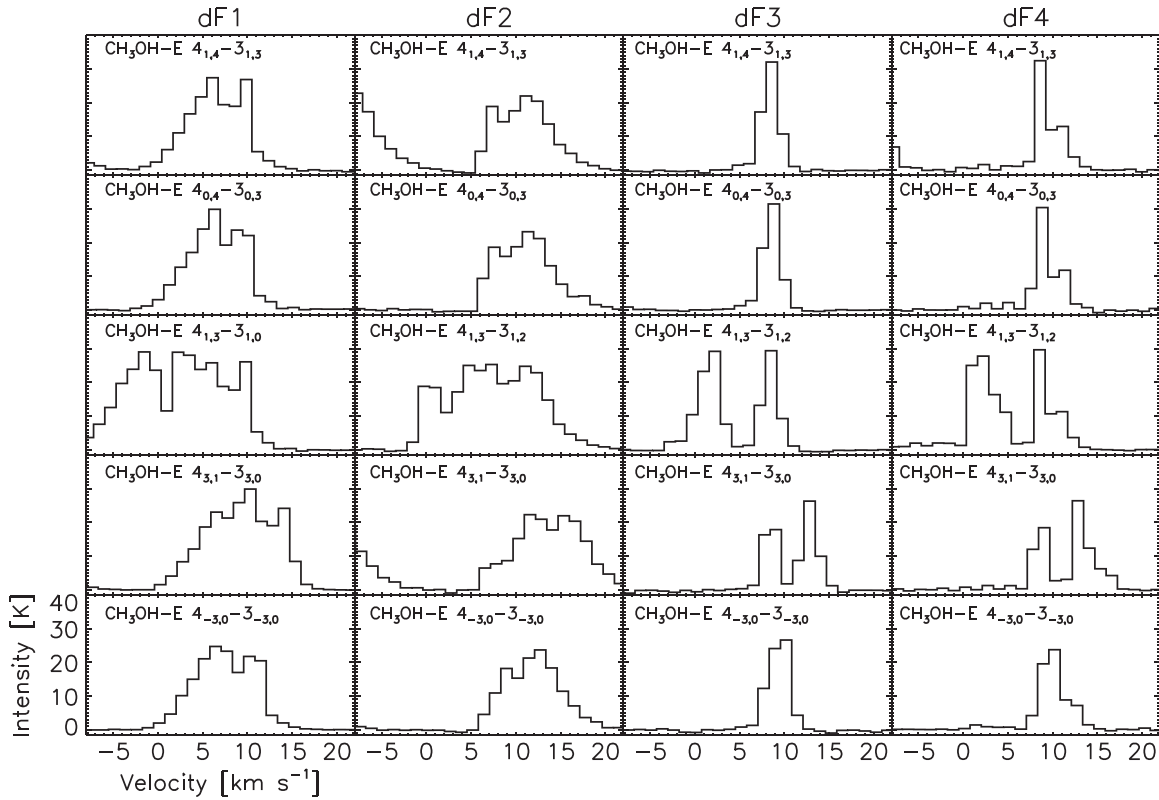 dF1 dF2 dF3 dF4
CH₃OH−E 4₁,₄−3₁,₃ CH₃OH−E 4₁,₄−3₁,₃ CH₃OH−E 4₁,₄−3₁,₃ CH₃OH−E 4₁,₄−3₁,₃
CH₃OH−E 4₀,₄−3₀,₃ CH₃OH−E 4₀,₄−3₀,₃ CH₃OH−E 4₀,₄−3₀,₃ CH₃OH−E 4₀,₄−3₀,₃
CH₃OH−E 4₁,₃−3₁,₀ CH₃OH−E 4₁,₃−3₁,₂ CH₃OH−E 4₁,₃−3₁,₂ CH₃OH−E 4₁,₃−3₁,₂
CH₃OH−E 4₃,₁−3₃,₀ CH₃OH−E 4₃,₁−3₃,₀ CH₃OH−E 4₃,₁−3₃,₀ CH₃OH−E 4₃,₁−3₃,₀
CH₃OH−E 4₋₃,₀−3₋₃,₀ CH₃OH−E 4₋₃,₀−3₋₃,₀ CH₃OH−E 4₋₃,₀−3₋₃,₀ CH₃OH−E 4₋₃,₀−3₋₃,₀
Intensity [K]
40
30
20
10
0
−5 0 5 10 15 20 −5 0 5 10 15 20 −5 0 5 10 15 20 −5 0 5 10 15 20
Velocity [km s⁻¹]